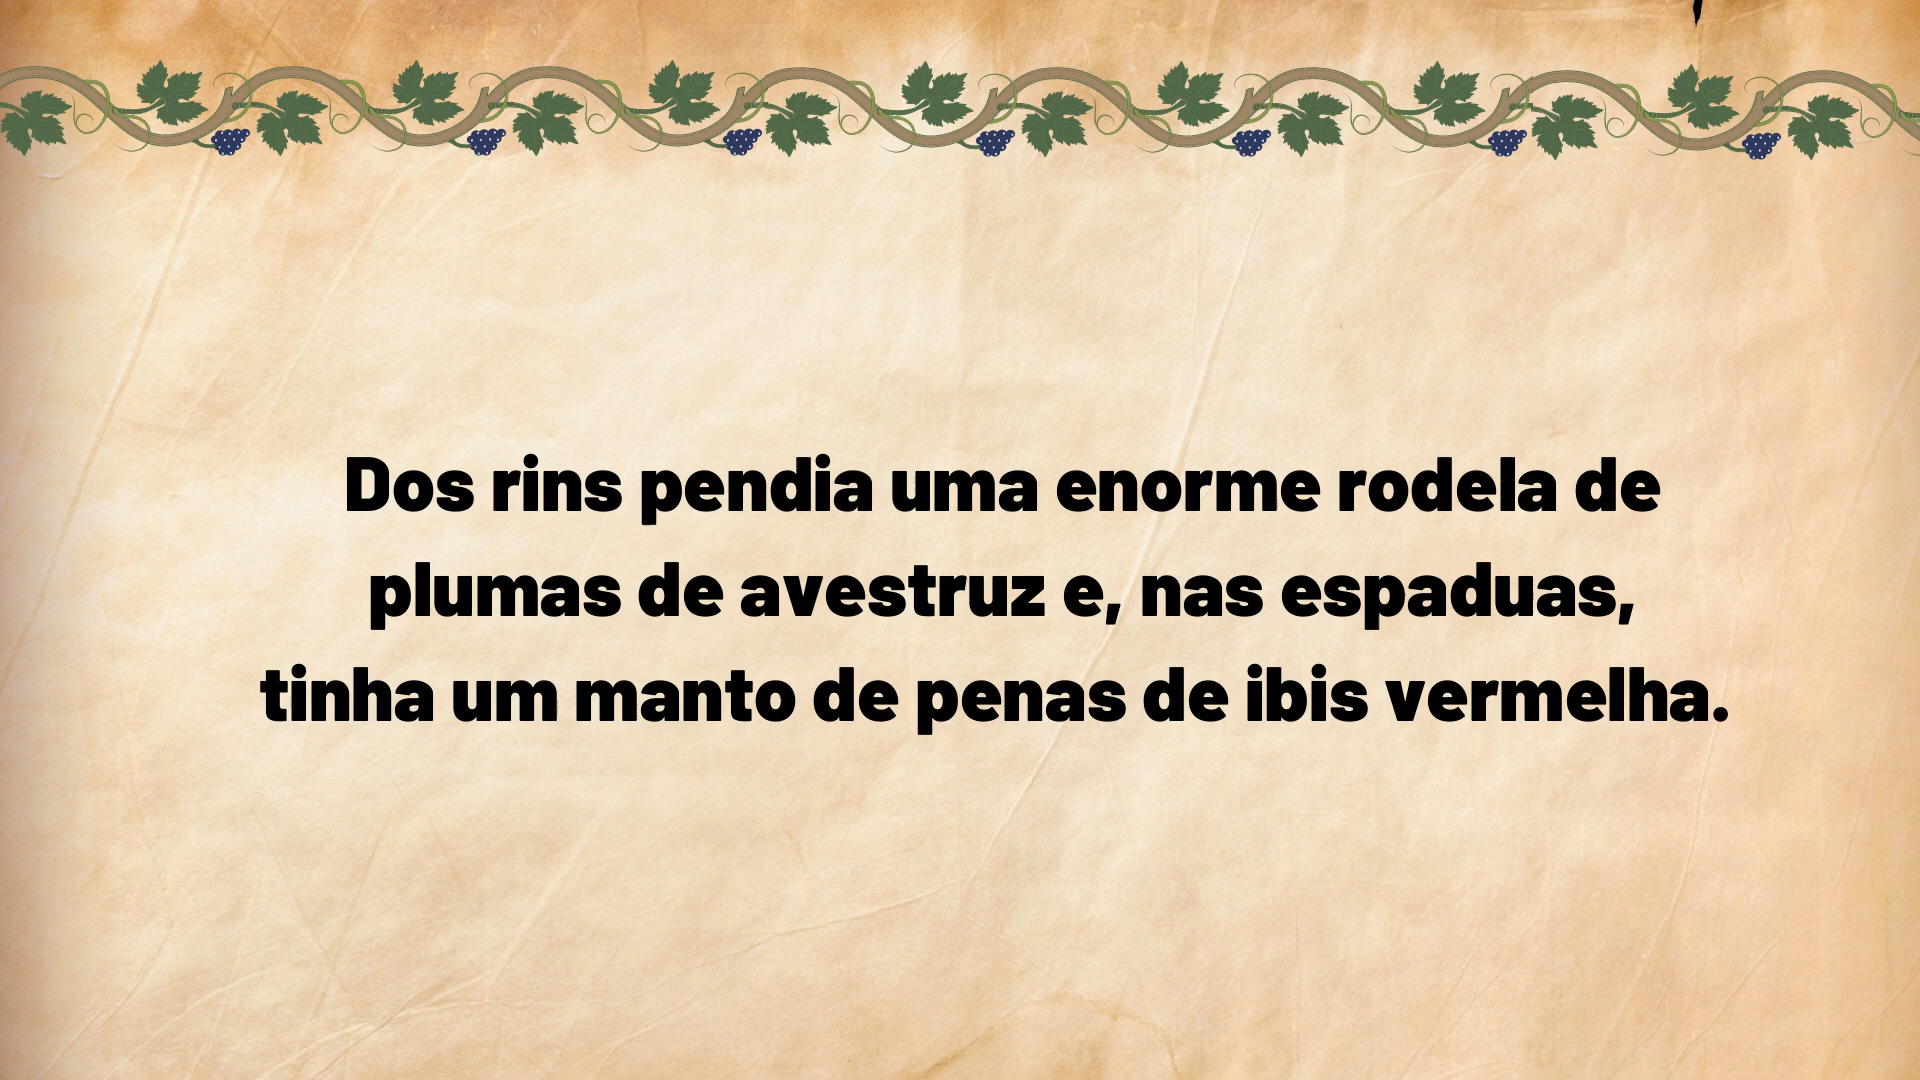 Dos rins pendia uma enorme rodela de
plumas de avestruz e, nas espaduas,
tinha um manto de penas de ibis vermelha.